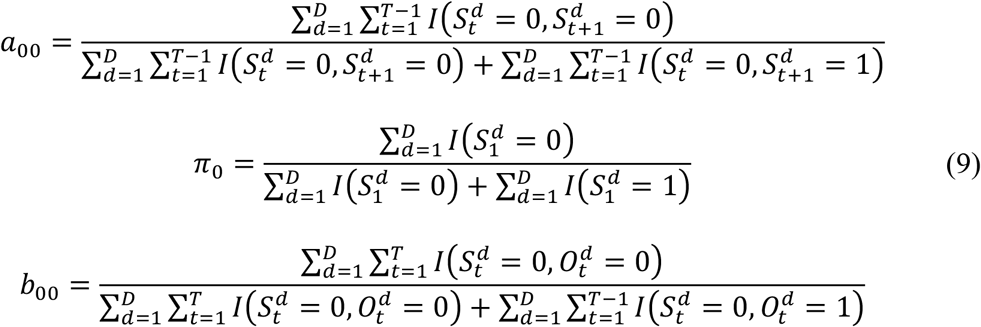 a_{00} = \frac{\sum_{d=1}^{D} \sum_{t=1}^{T-1} I(S_t^d = 0, S_{t+1}^d = 0)}{\sum_{d=1}^{D} \sum_{t=1}^{T-1} I(S_t^d = 0, S_{t+1}^d = 0) + \sum_{d=1}^{D} \sum_{t=1}^{T-1} I(S_t^d = 0, S_{t+1}^d = 1)}
\pi_0 = \frac{\sum_{d=1}^{D} I(S_1^d = 0)}{\sum_{d=1}^{D} I(S_1^d = 0) + \sum_{d=1}^{D} I(S_1^d = 1)} (9)
b_{00} = \frac{\sum_{d=1}^{D} \sum_{t=1}^{T} I(S_t^d = 0, O_t^d = 0)}{\sum_{d=1}^{D} \sum_{t=1}^{T} I(S_t^d = 0, O_t^d = 0) + \sum_{d=1}^{D} \sum_{t=1}^{T-1} I(S_t^d = 0, O_t^d = 1)}